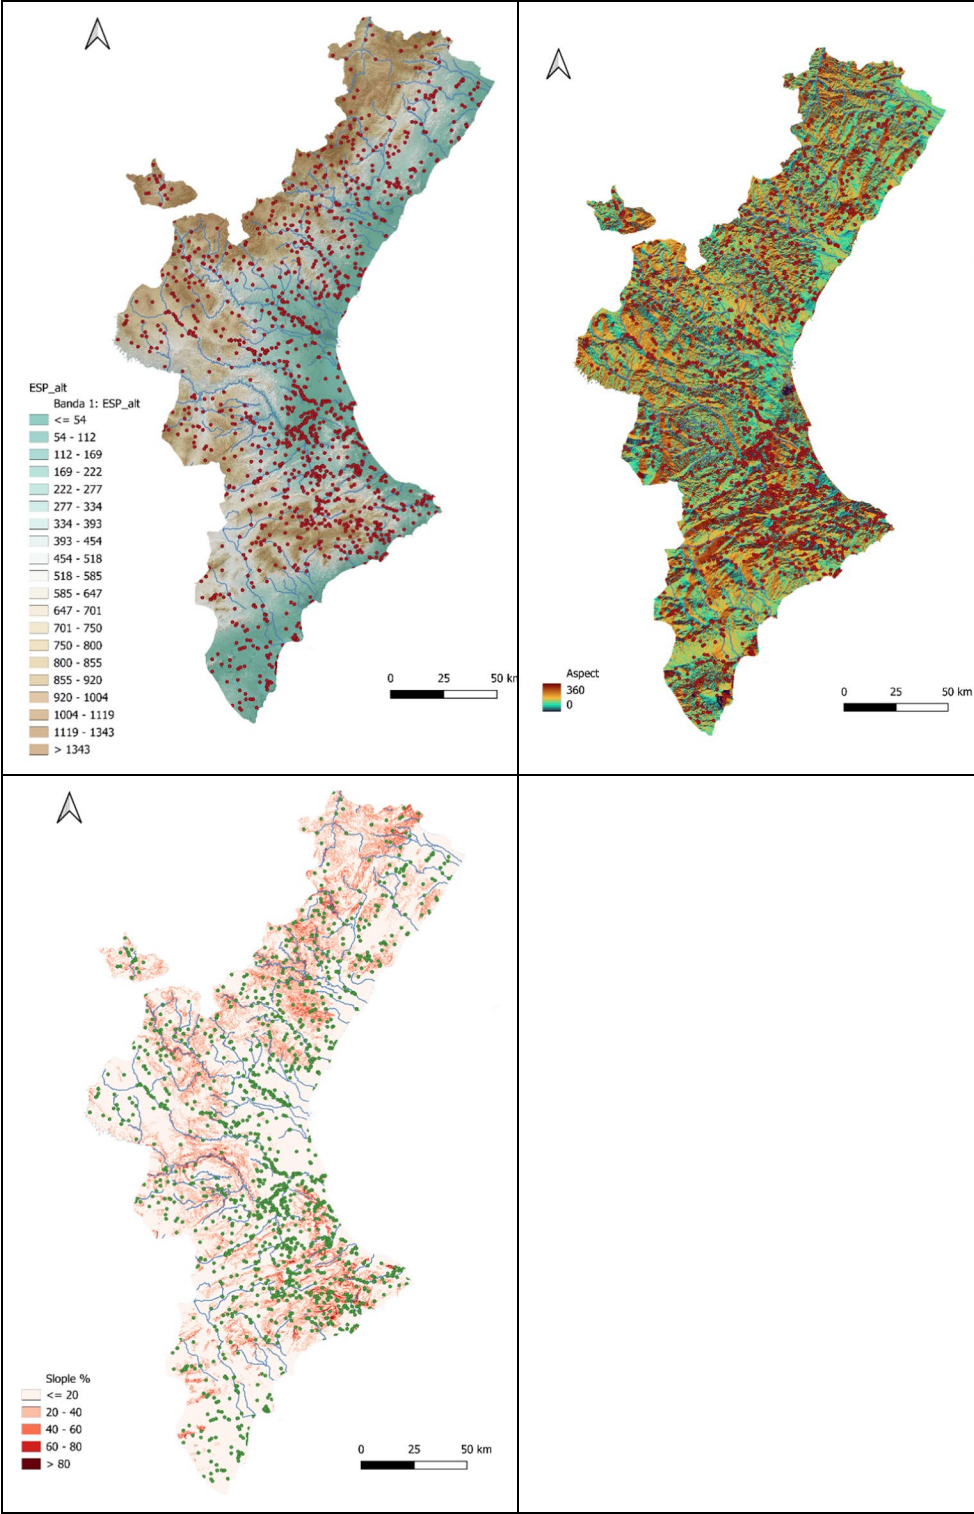 ESP_alt
Banda 1: ESP_alt
<= 54
54 - 112
112 - 169
169 - 222
222 - 277
277 - 334
334 - 393
393 - 454
454 - 518
518 - 585
585 - 647
647 - 701
701 - 750
750 - 800
800 - 855
855 - 920
920 - 1004
1004 - 1119
1119 - 1343
> 1343
0 25 50 km
Aspect
360
0
0 25 50 km
Slople %
<= 20
20 - 40
40 - 60
60 - 80
> 80
0 25 50 km